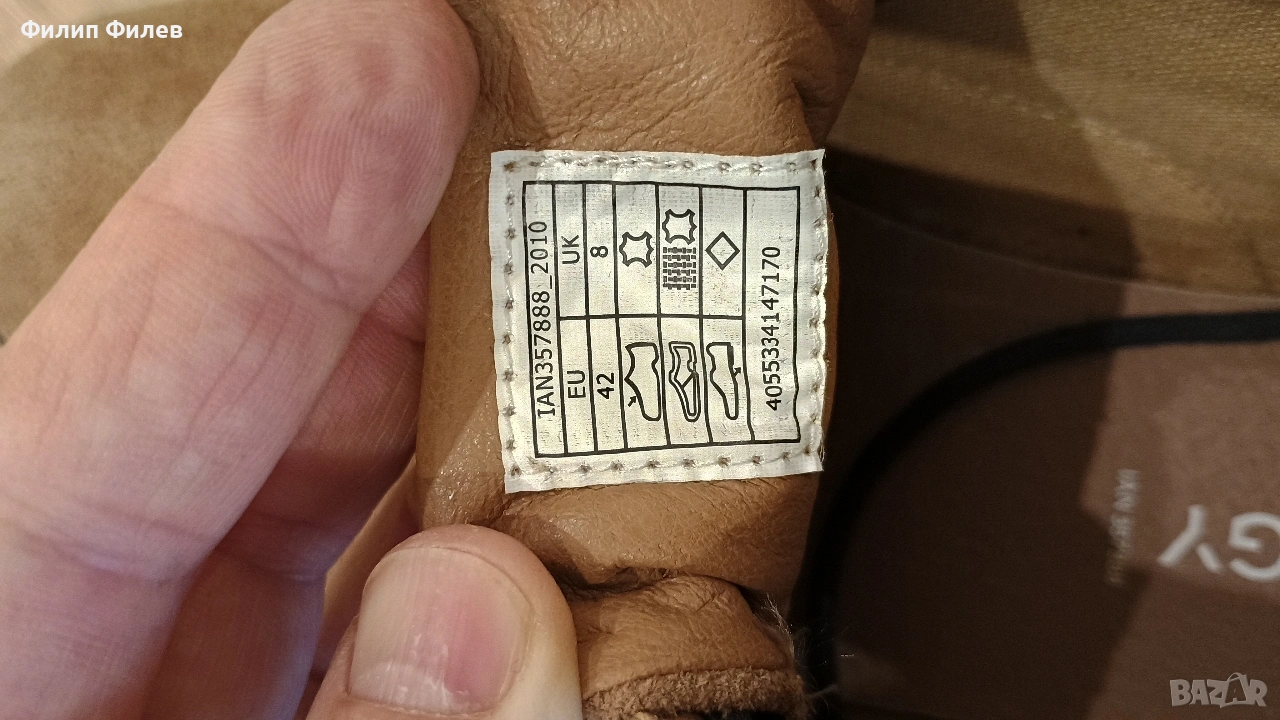 Филип Филев
IAN357888_2010
EU UK
42 8
4055334147170
GY
BAZAR